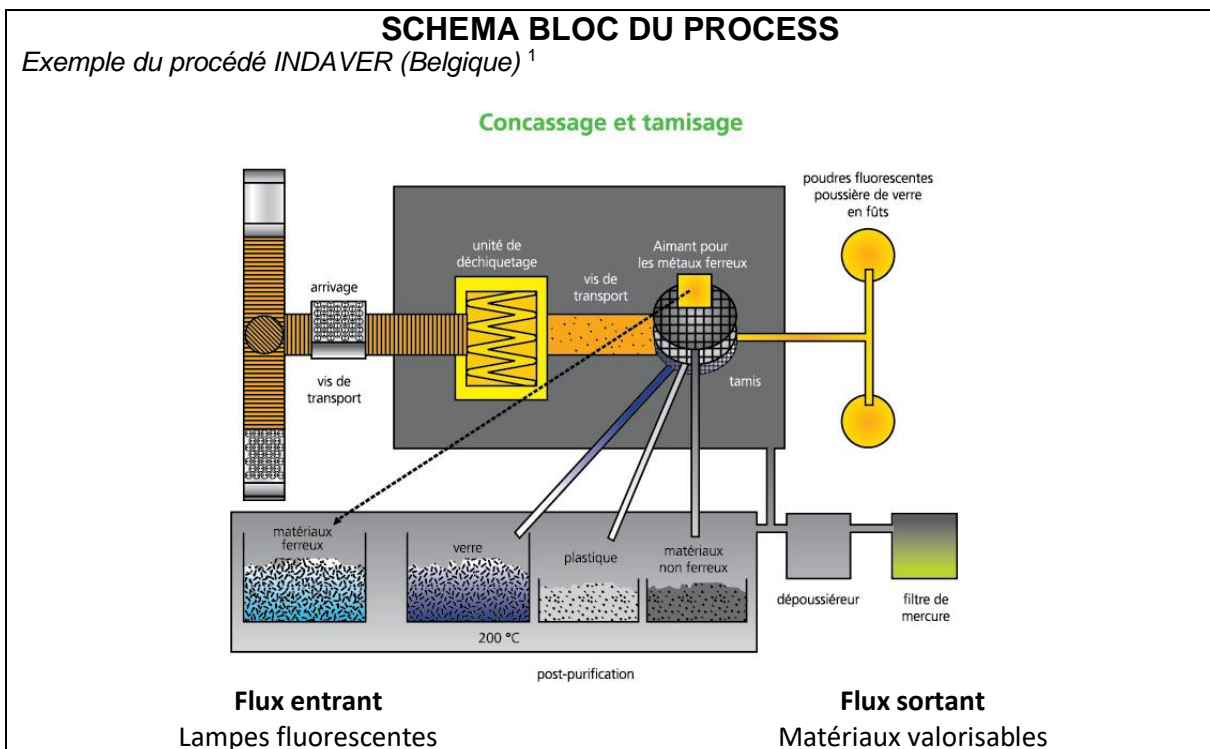 SCHEMA BLOC DU PROCESS
Exemple du procédé INDAVER (Belgique) 1
Concassage et tamisage
poudres fluorescentes
poussière de verre
en fûts
unité de
déchiquetage
Aimant pour
les métaux ferreux
vis de
transport
arrivage
vis de
transport
tamis
matériaux
ferreux
verre
plastique
matériaux
non ferreux
200 °C
dépoussiéreur
filtre de
mercure
post-purification
Flux entrant
Flux sortant
Lampes fluorescentes
Matériaux valorisables